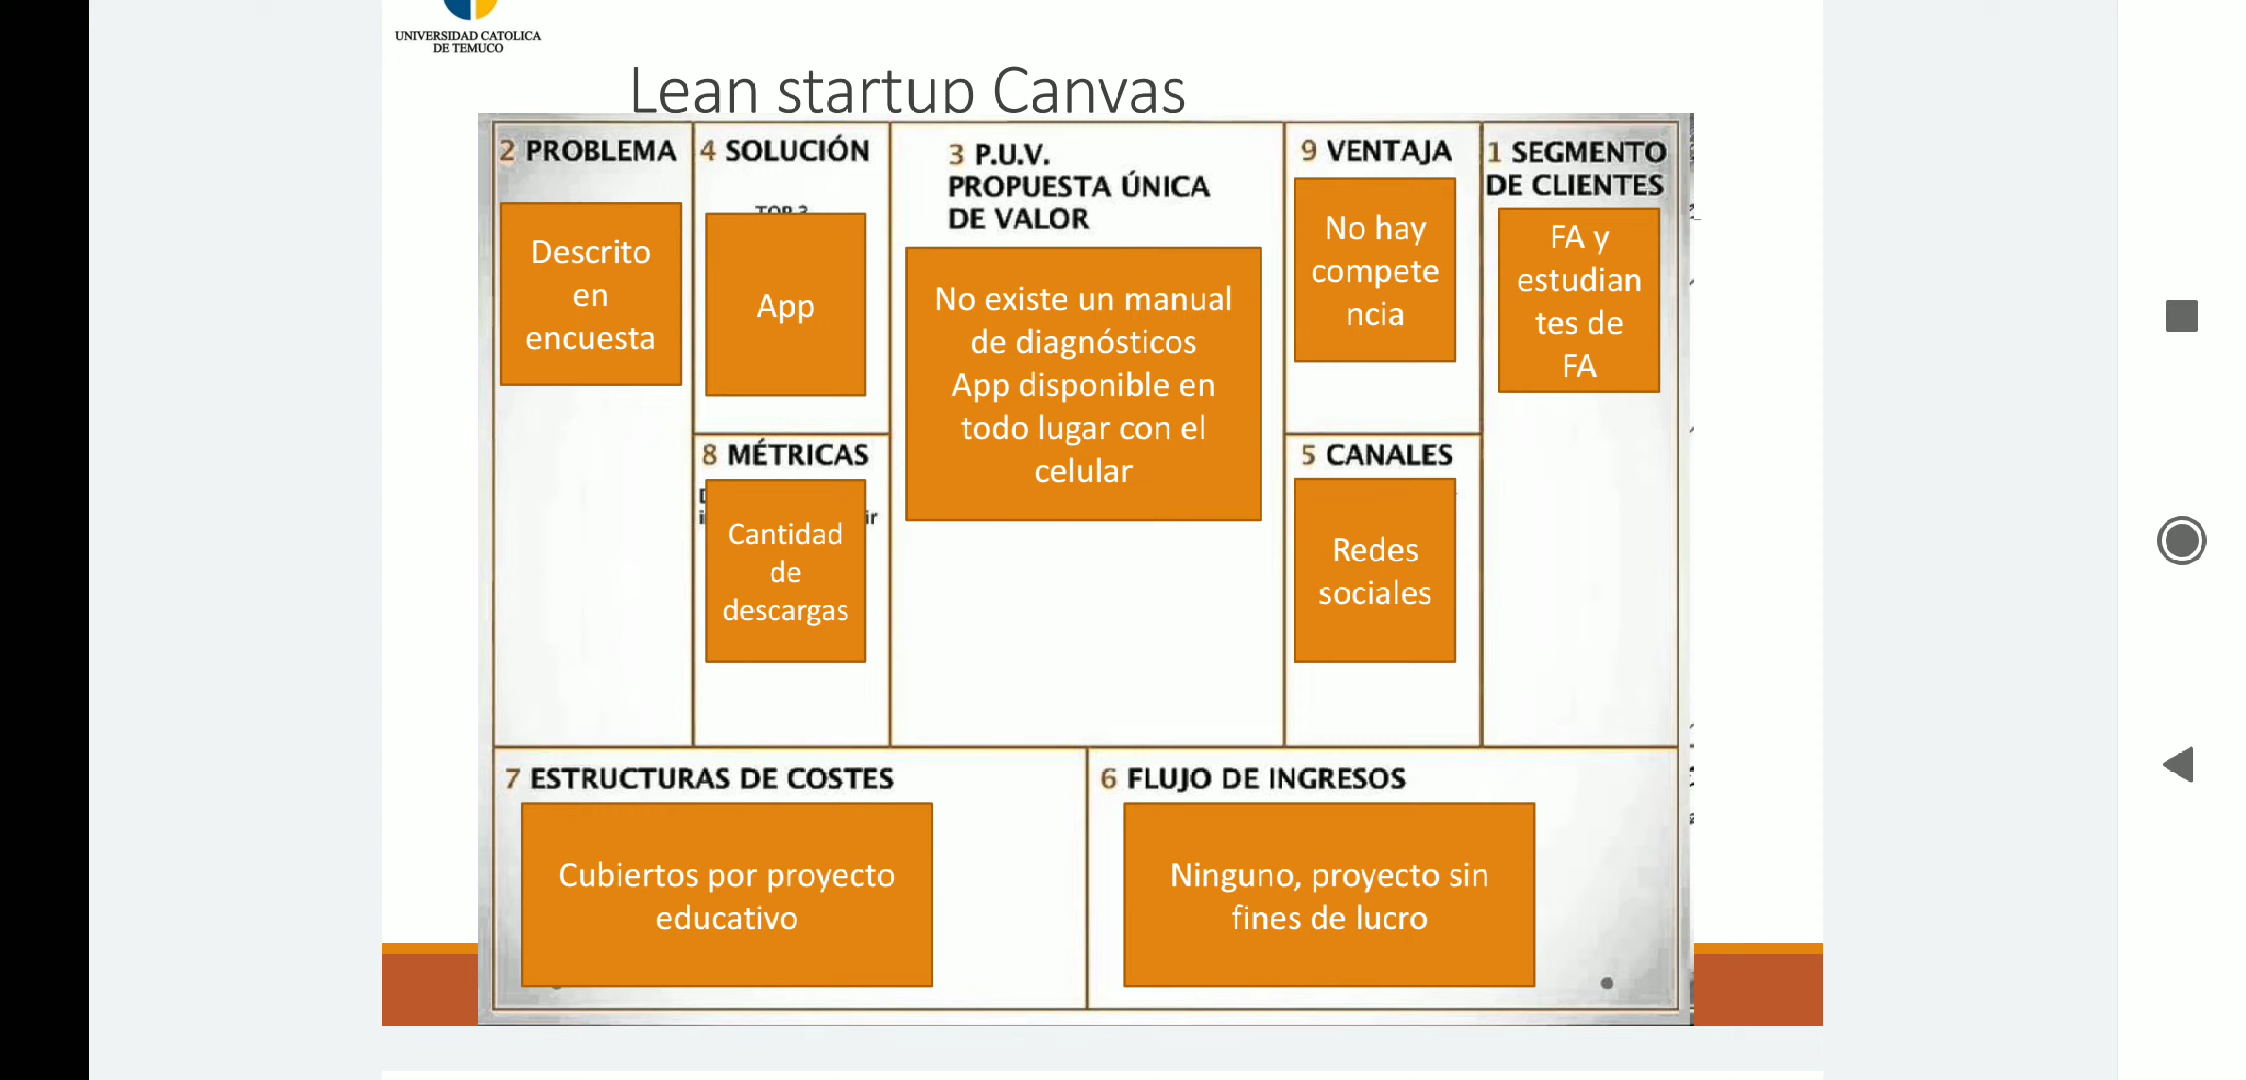 UNIVERSIDAD CATOLICA
DE TEMUCO
Lean startup Canvas
2 PROBLEMA
Descrito
en
encuesta
4 SOLUCIÓN
App
8 MÉTRICAS
Cantidad
de
descargas
3 P.U.V.
PROPUESTA ÚNICA
DE VALOR
No existe un manual
de diagnósticos
App disponible en
todo lugar con el
celular
9 VENTAJA
No hay
compete
ncia
5 CANALES
Redes
sociales
1 SEGMENTO
DE CLIENTES
FA y
estudian
tes de
FA
7 ESTRUCTURAS DE COSTES
Cubiertos por proyecto
educativo
6 FLUJO DE INGRESOS
Ninguno, proyecto sin
fines de lucro